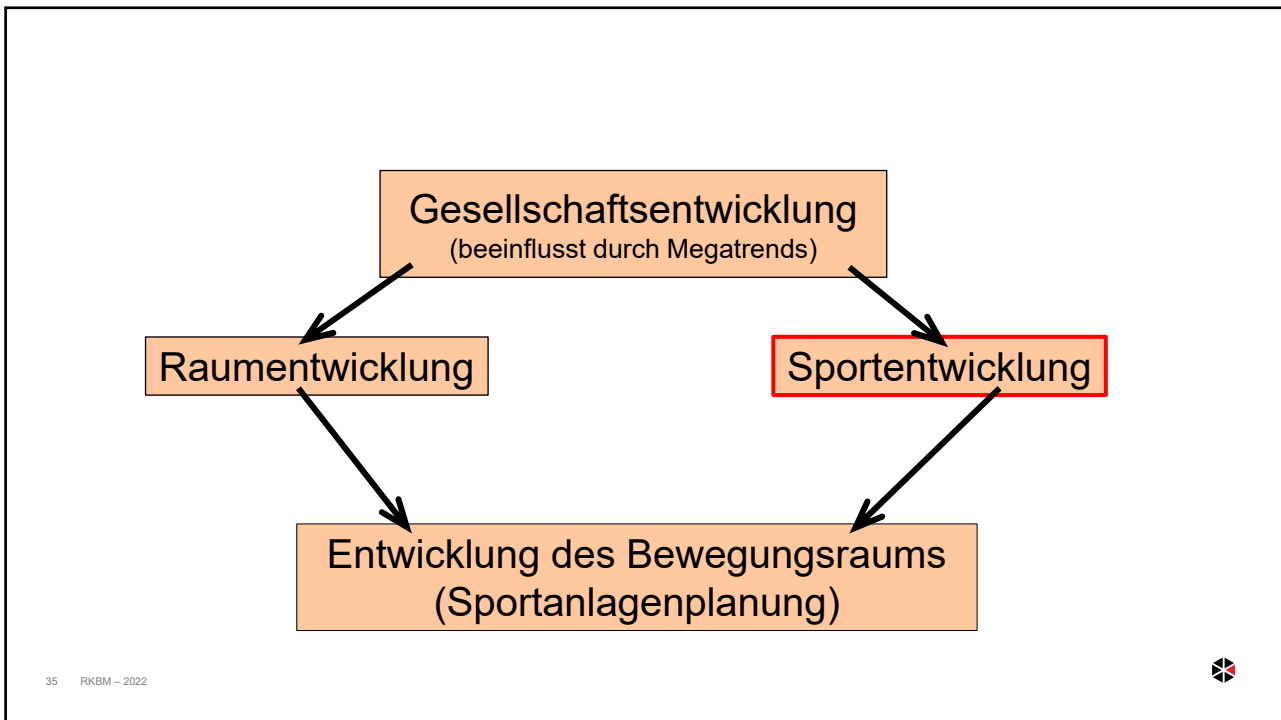 Gesellschaftsentwicklung
(beeinflusst durch Megatrends)
Raumentwicklung
Sportentwicklung
Entwicklung des Bewegungsraums
(Sportanlagenplanung)
35 RKBM – 2022